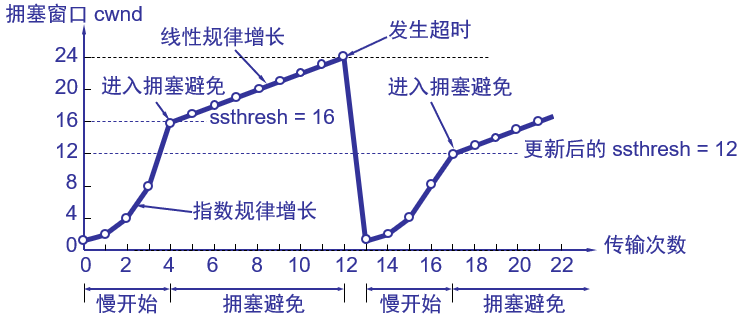 拥塞窗口 cwnd
发生超时
线性规律增长
24
20
进入拥塞避免
进入拥塞避免
16
ssthresh = 16
12
更新后的 ssthresh = 12
8
4
指数规律增长
0
传输次数
0 2 4 6 8 10 12 14 16 18 20 22
慢开始 拥塞避免 慢开始 拥塞避免